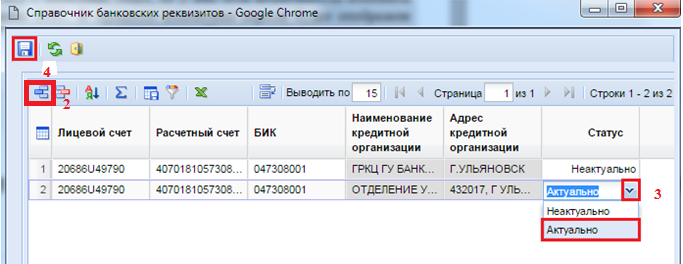 Справочник банковских реквизитов - Google Chrome
4
2
Выводить по 15 Страница 1 из 1 Строки 1 - 2 из 2
Лицевой счет Расчетный счет БИК Наименование кредитной организации Адрес кредитной организации Статус
1 20686U49790 4070181057308... 047308001 ГРКЦ ГУ БАНК... Г.УЛЬЯНОВСК Неактуально
2 20686U49790 4070181057308... 047308001 ОТДЕЛЕНИЕ У... 432017, Г УЛЬ... Актуально 3
Неактуально
Актуально